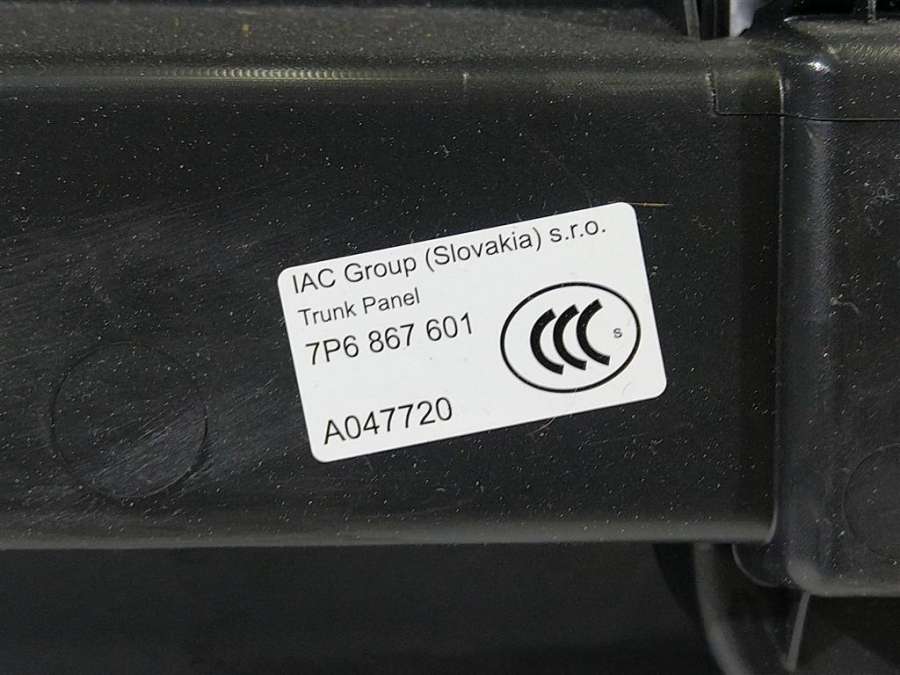 IAC Group (Slovakia) s.r.o.
Trunk Panel
7P6 867 601
CCC S
A047720